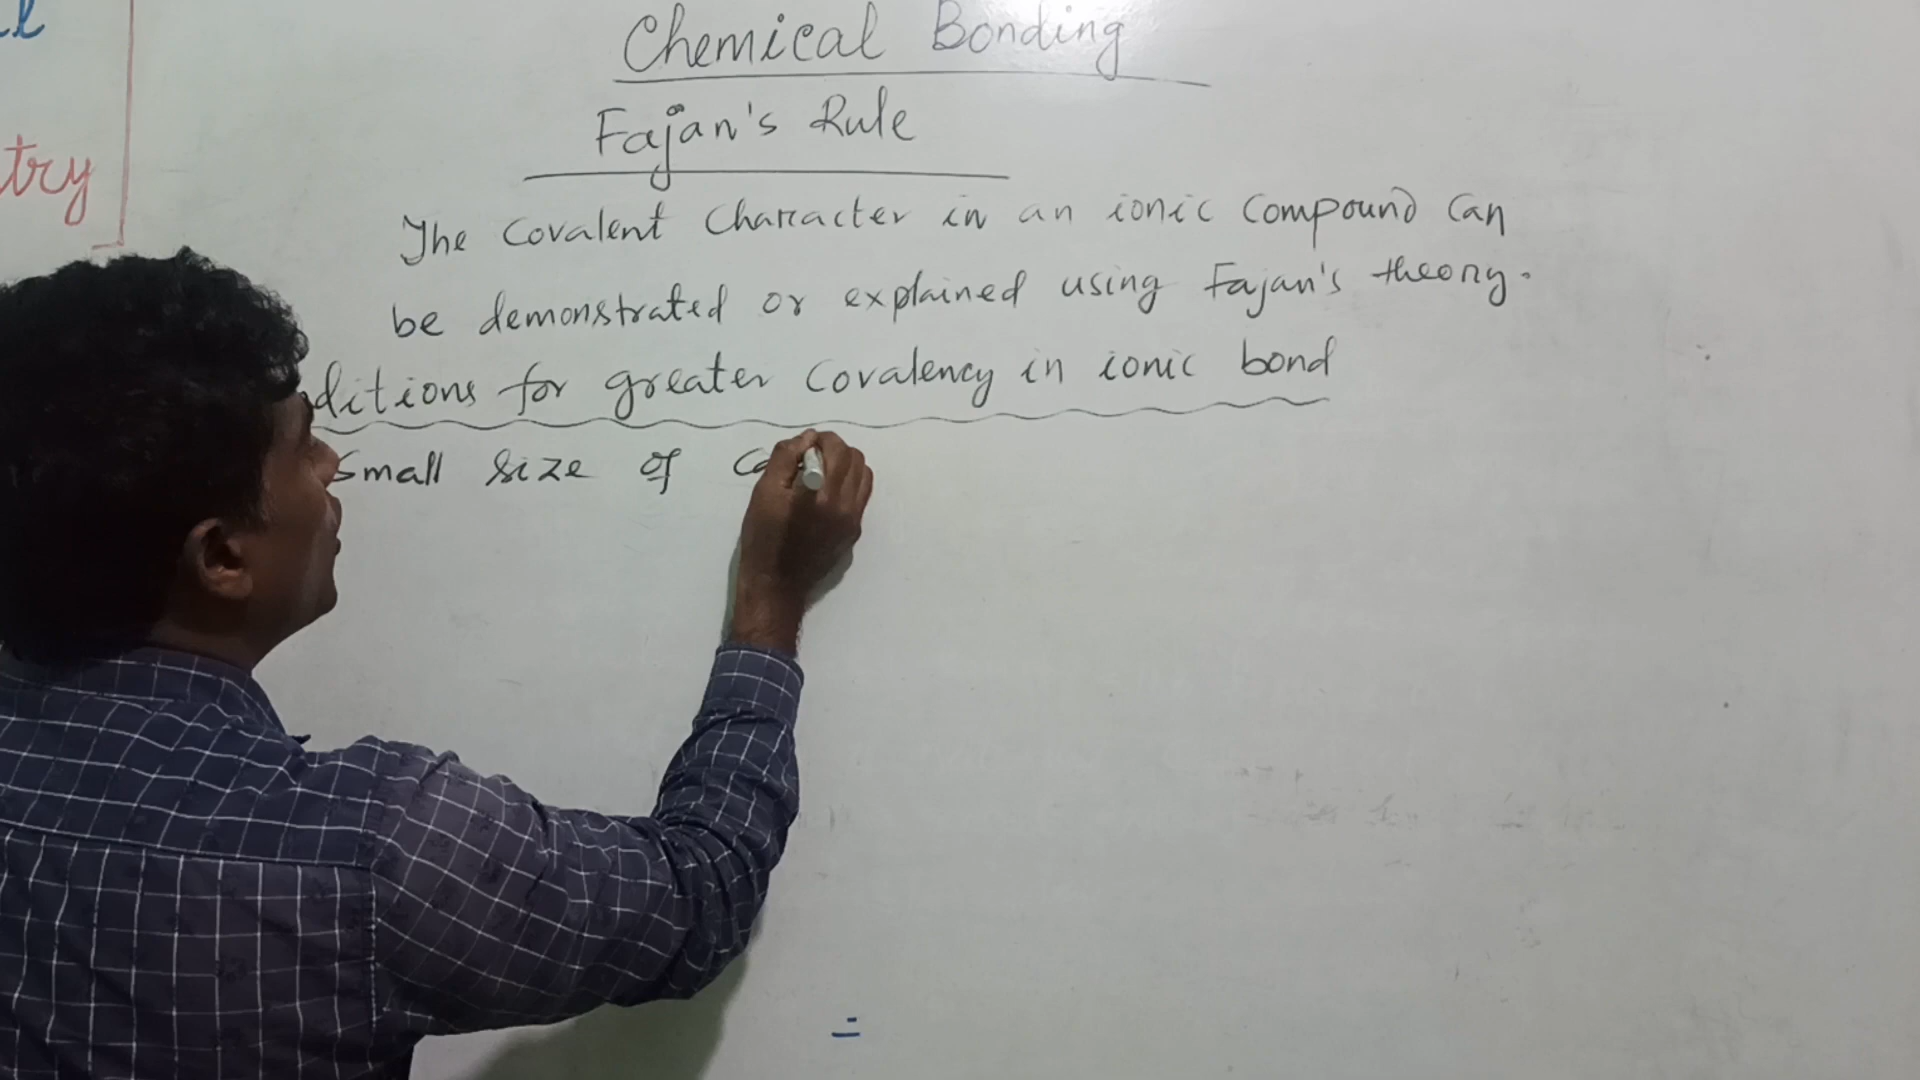 Chemical Bonding
Fajan's Rule
The Covalent Character in an ionic Compound Can
be demonstrated or explained using Fajan's theory.
ditions for greater Covalency in ionic bond
Small size of
try